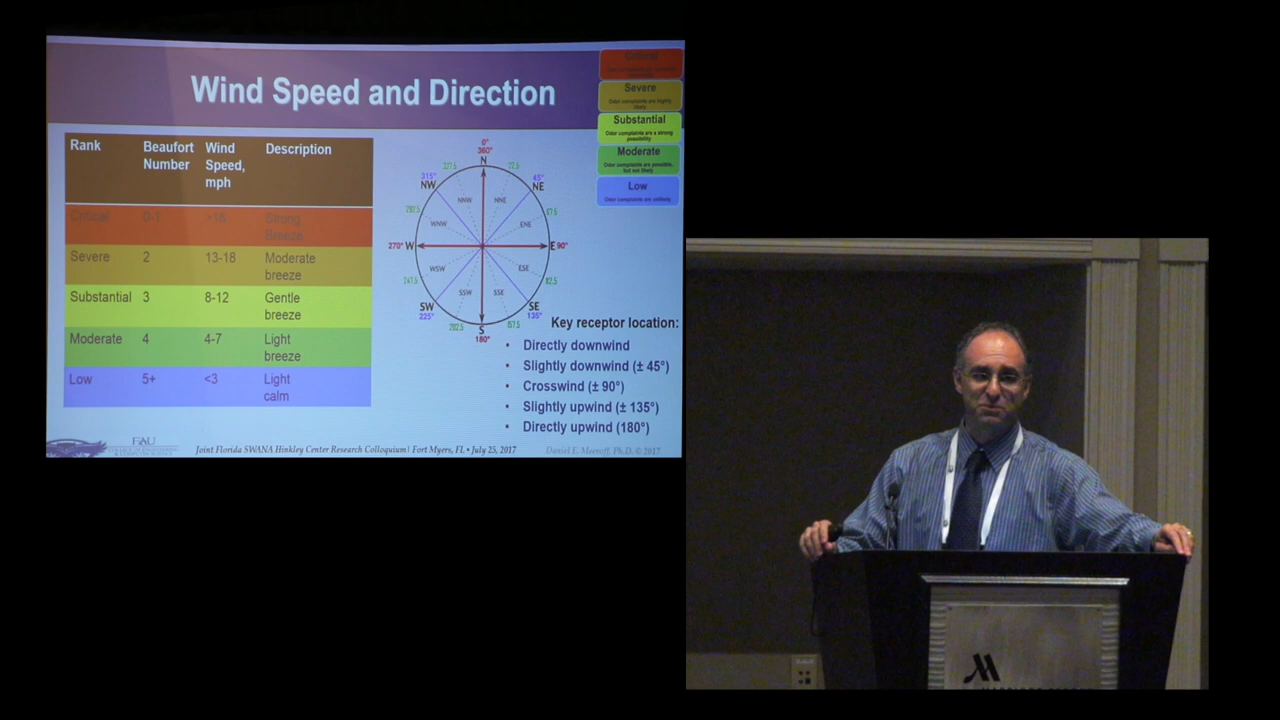 Wind Speed and Direction
Critical
Severe
Odor complaints are highly
likely
Substantial
Odor complaints are a strong
possibility
Moderate
Odor complaints are possible,
but not likely
Low
Odor complaints are unlikely
Rank Beaufort Number Wind Speed, mph Description
Critical 0-1 >18 Strong Breeze
Severe 2 13-18 Moderate breeze
Substantial 3 8-12 Gentle breeze
Moderate 4 4-7 Light breeze
Low 5+ <3 Light calm
0°
360°
N
22.5
45°
NE
67.5
E 90°
SE
135°
157.5
S
180°
202.5
SW
225°
247.5
270° W
292.5
315°
NW
NNW
NNE
WNW
ENE
WSW
ESE
SSW
SSE
Key receptor location:
• Directly downwind
• Slightly downwind (± 45°)
• Crosswind (± 90°)
• Slightly upwind (± 135°)
• Directly upwind (180°)
FAU
Joint Florida SWANA Hinkley Center Research Colloquium| Fort Myers, FL • July 25, 2017
Daniel E. Meeroff, Ph.D. © 2017